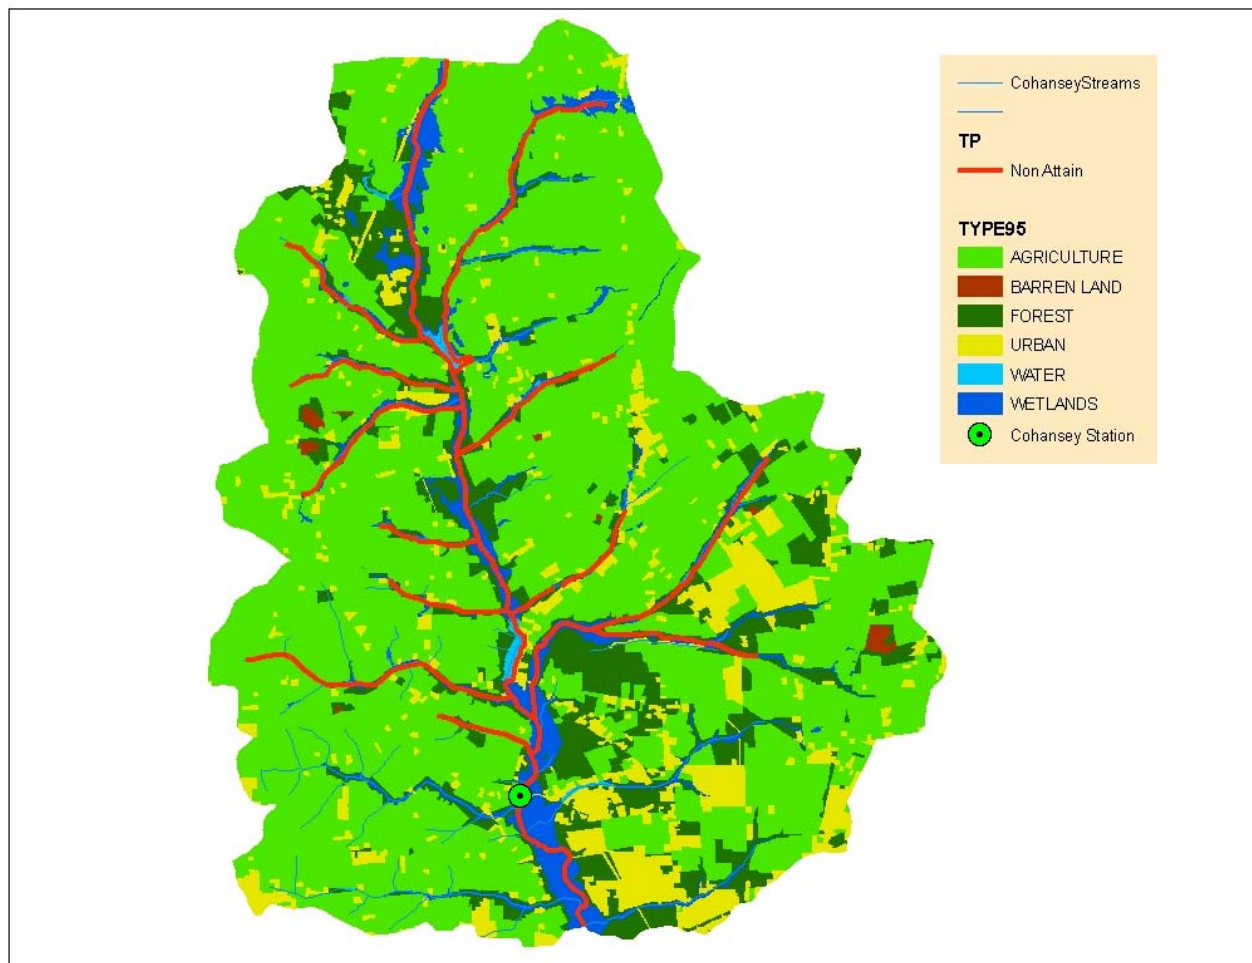 CohanseyStreams
TP
Non Attain
TYPE95
AGRICULTURE
BARREN LAND
FOREST
URBAN
WATER
WETLANDS
Cohansey Station